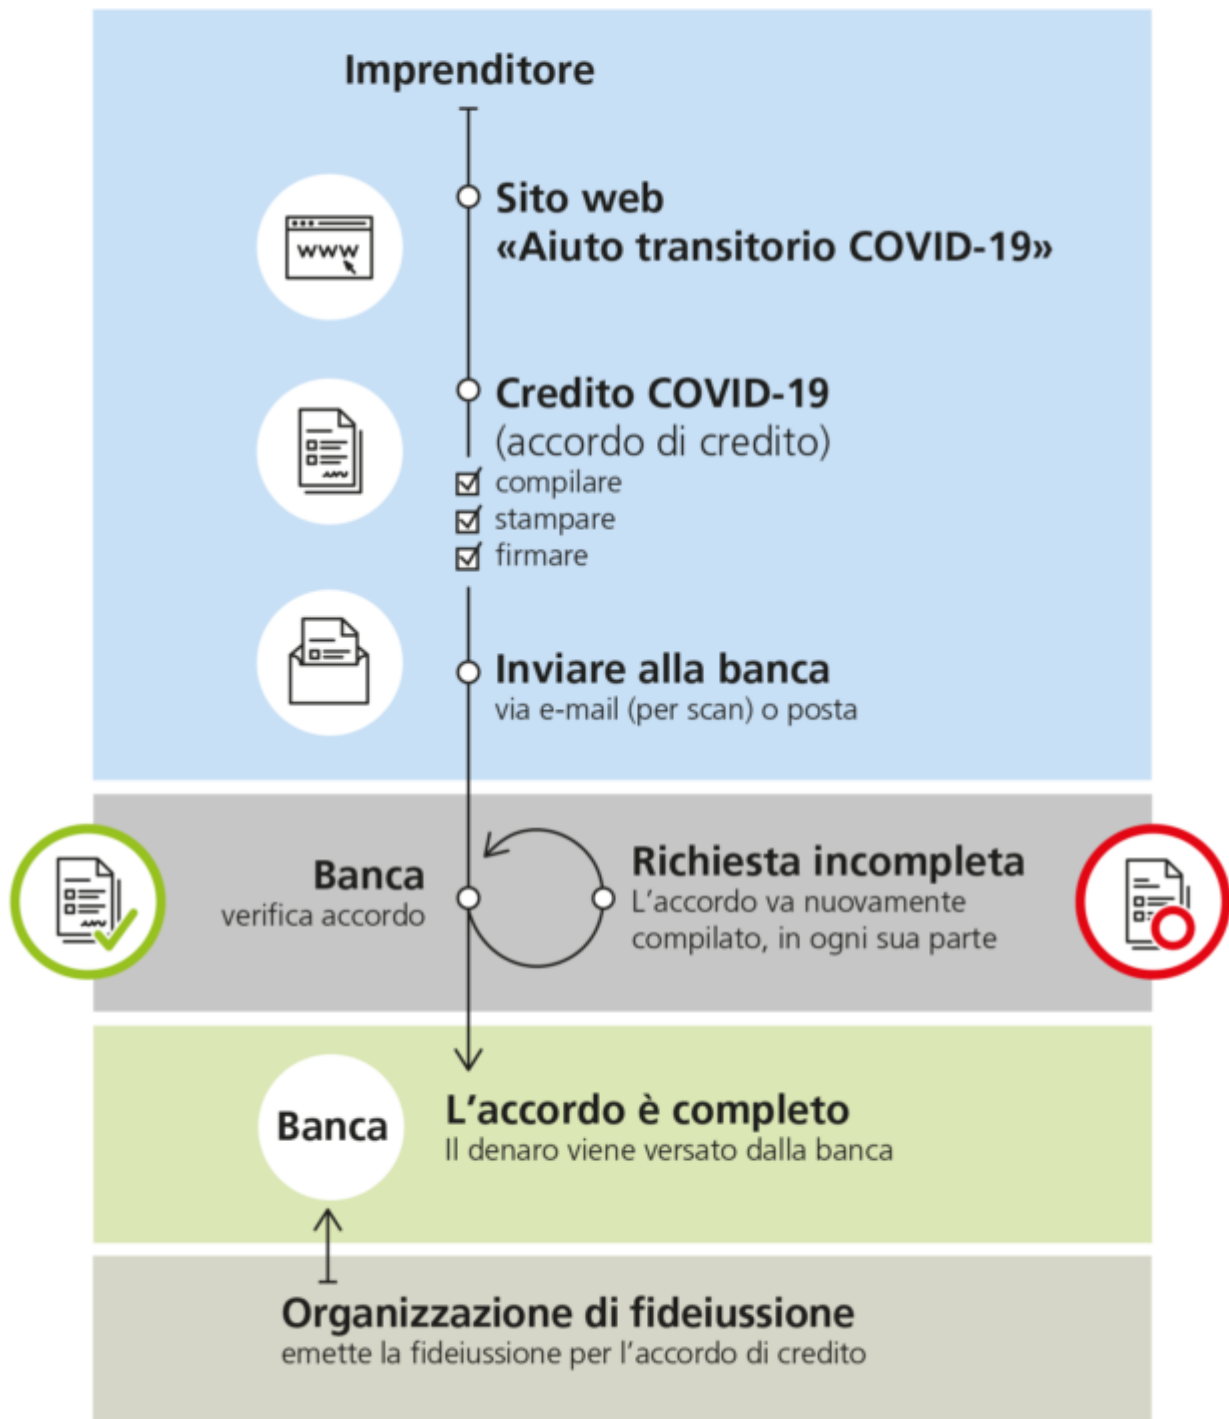 Imprenditore
Sito web
«Aiuto transitorio COVID-19»
www
Credito COVID-19
(accordo di credito)
compilare
stampare
firmare
Inviare alla banca
via e-mail (per scan) o posta
Banca
verifica accordo
Richiesta incompleta
L'accordo va nuovamente
compilato, in ogni sua parte
Banca
L'accordo è completo
Il denaro viene versato dalla banca
Organizzazione di fideiussione
emette la fideiussione per l'accordo di credito